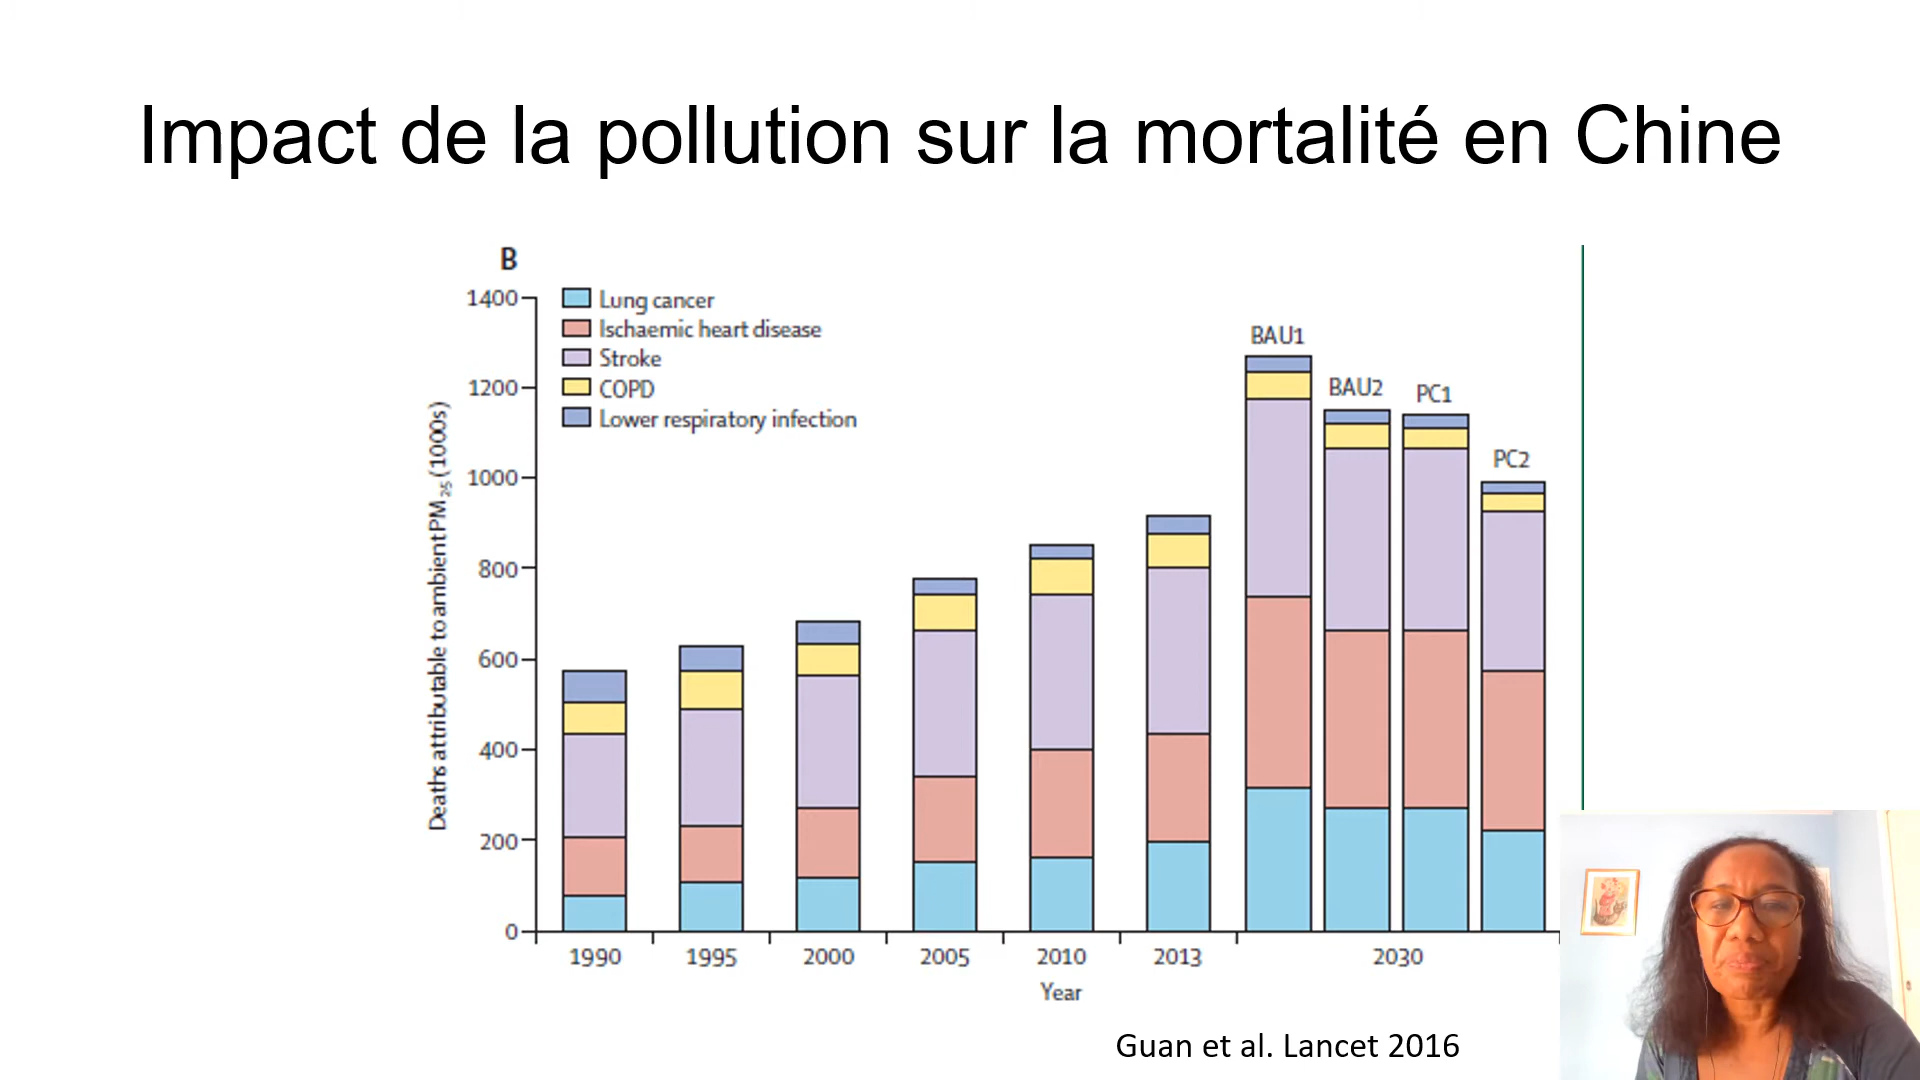 Impact de la pollution sur la mortalité en Chine
B
1400
1200
1000
800
600
400
200
0
Deaths attributable to ambient PM25 (1000s)
Lung cancer
Ischaemic heart disease
Stroke
COPD
Lower respiratory infection
BAU1
BAU2
PC1
PC2
1990 1995 2000 2005 2010 2013 2030
Year
Guan et al. Lancet 2016